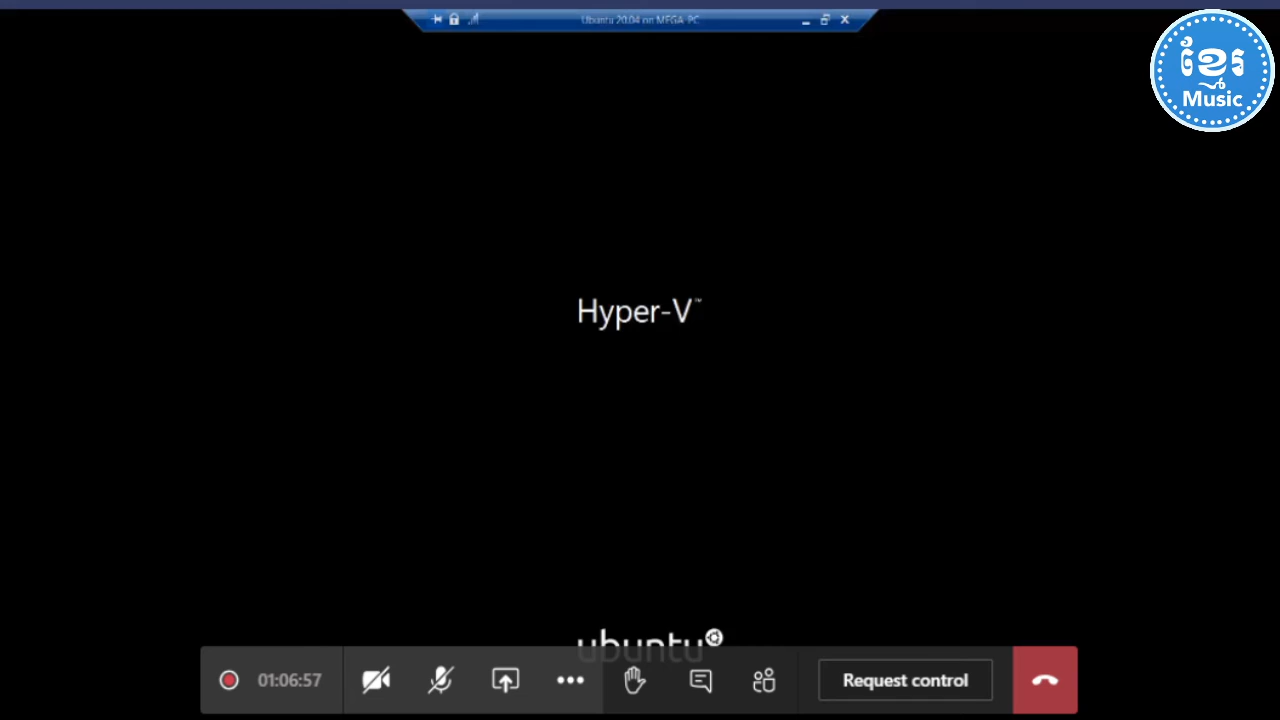 Ubuntu 20.04 on MEGA-PC
ខ្មែរ
Music
Hyper-V™
ubuntu
01:06:57
Request control